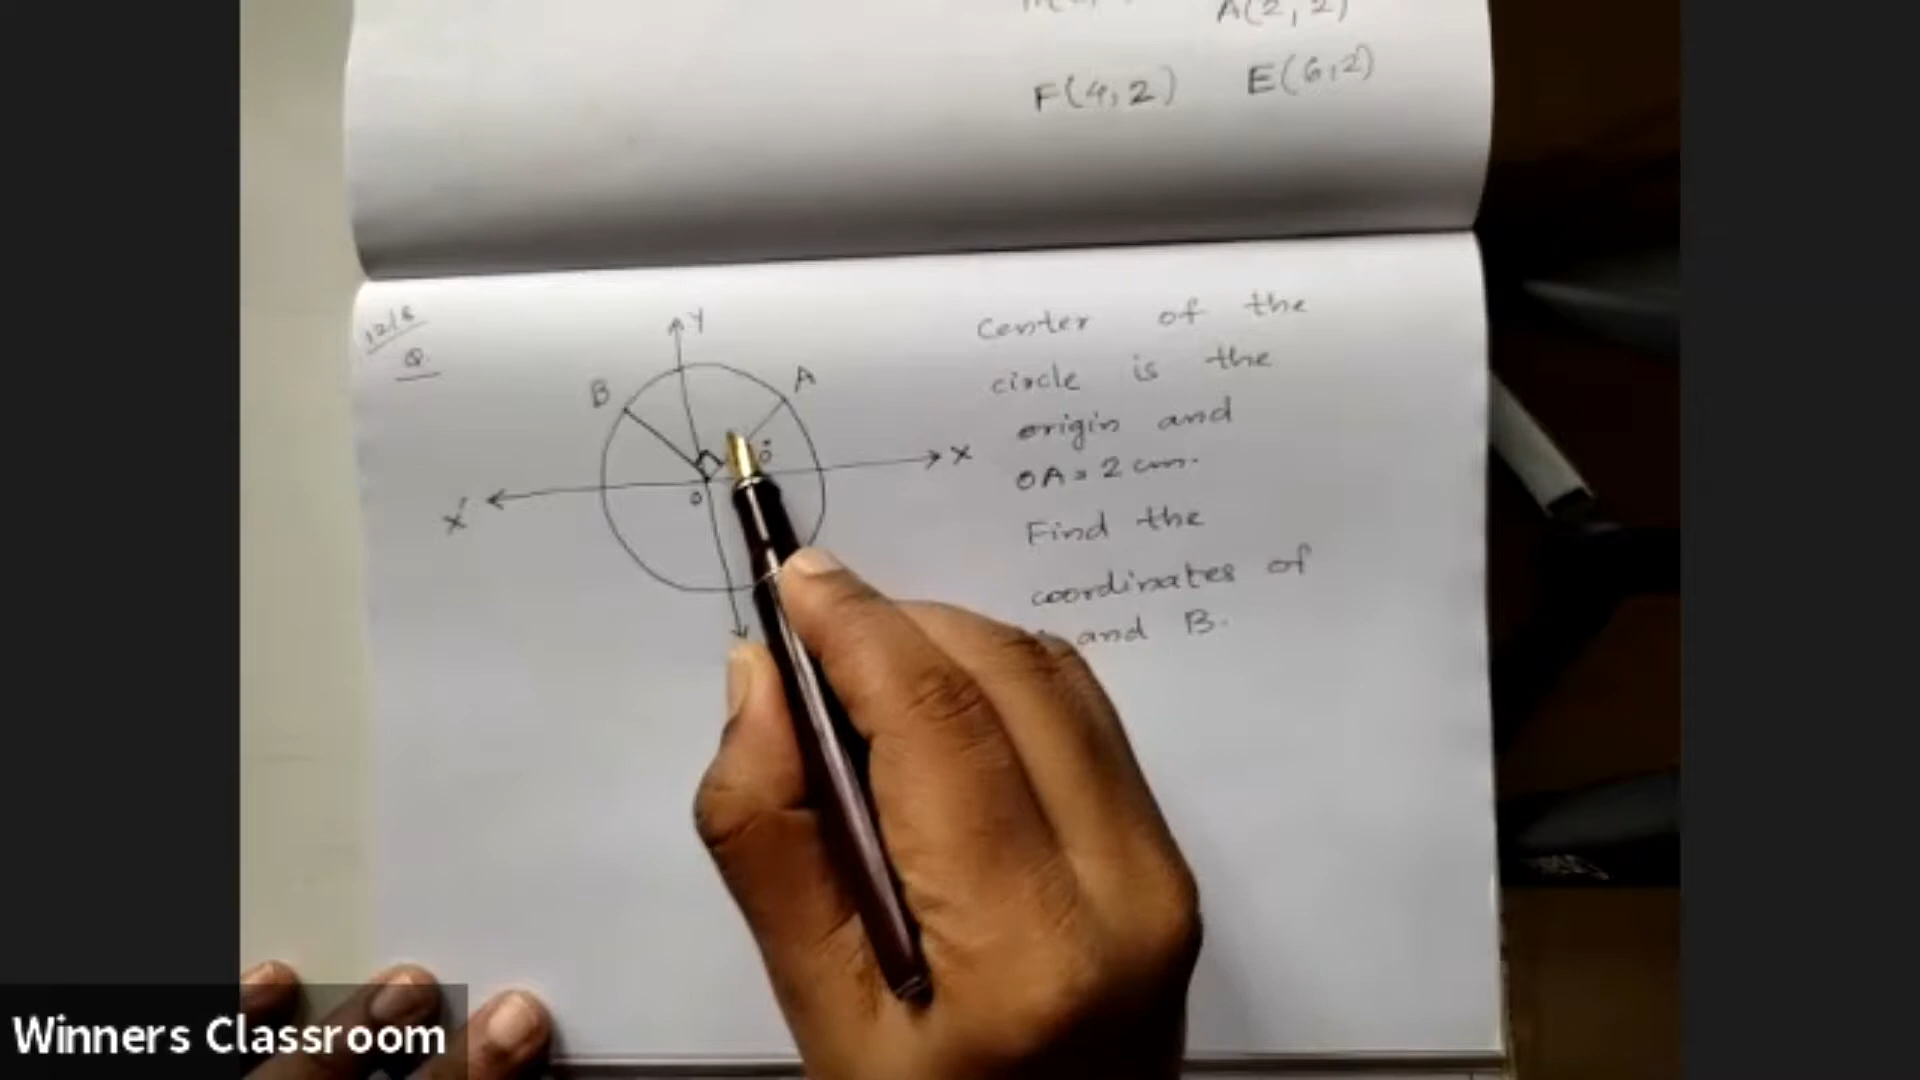 A(2,2)
F(4,2) E(6,2)
12/8
Q.
Y
B A
X
X'
O
Center of the
circle is the
origin and
OA = 2 cm.
Find the
coordinates of
and B.
Winners Classroom